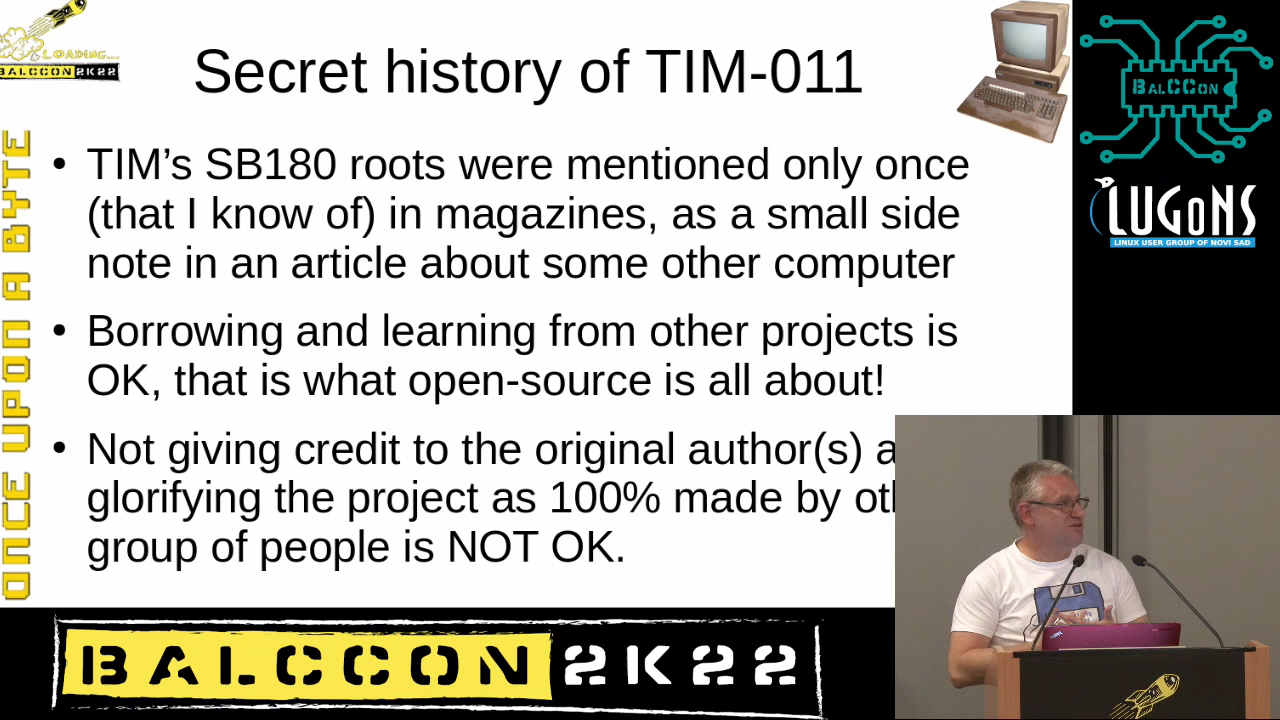 LOADING...
BALCCON2K22
Secret history of TIM-011
BALCCON
LUGoNS
LINUX USER GROUP OF NOVI SAD
ONCE UPON A BYTE
• TIM’s SB180 roots were mentioned only once
(that I know of) in magazines, as a small side
note in an article about some other computer
• Borrowing and learning from other projects is
OK, that is what open-source is all about!
• Not giving credit to the original author(s) a
glorifying the project as 100% made by ot
group of people is NOT OK.
BALCCON 2K22